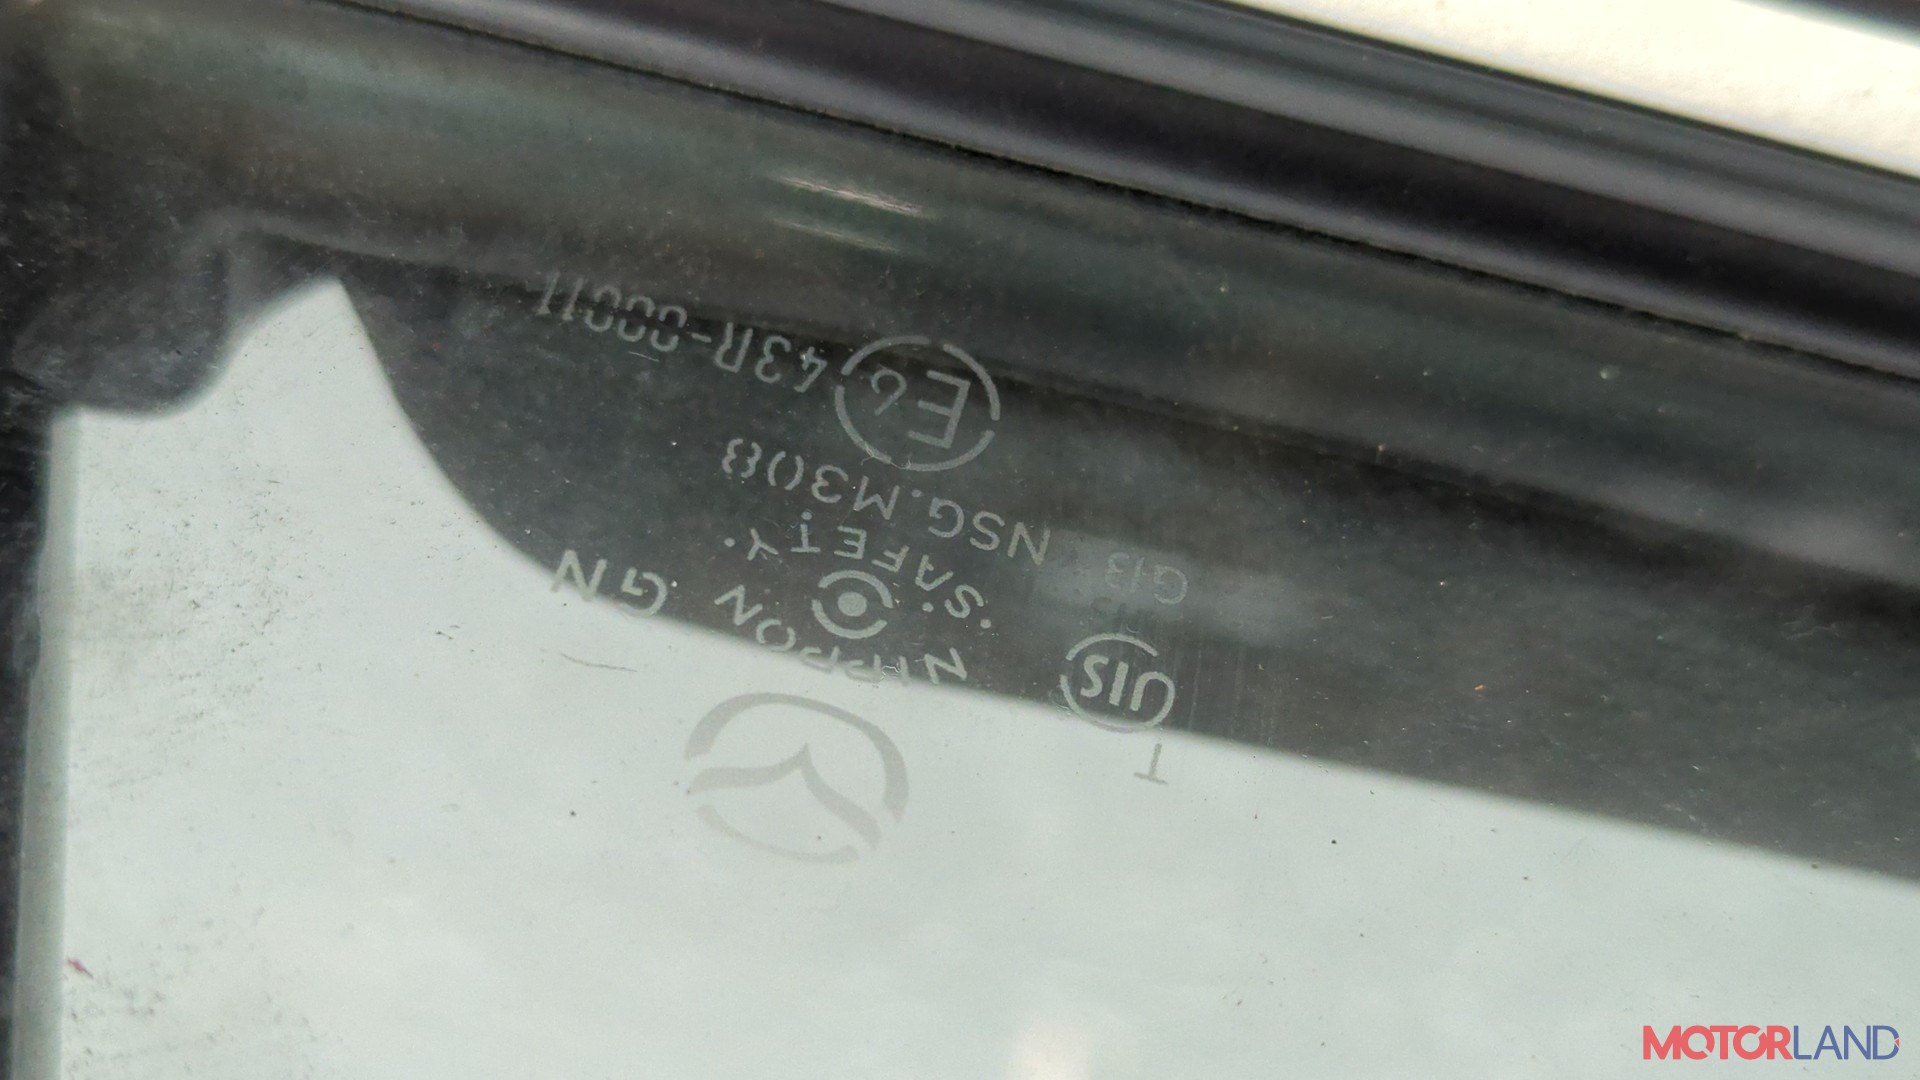 T
JIS NIPPON GN
·SAFETY·
G13 NSG.M308
E6 43R-00011
MOTORLAND